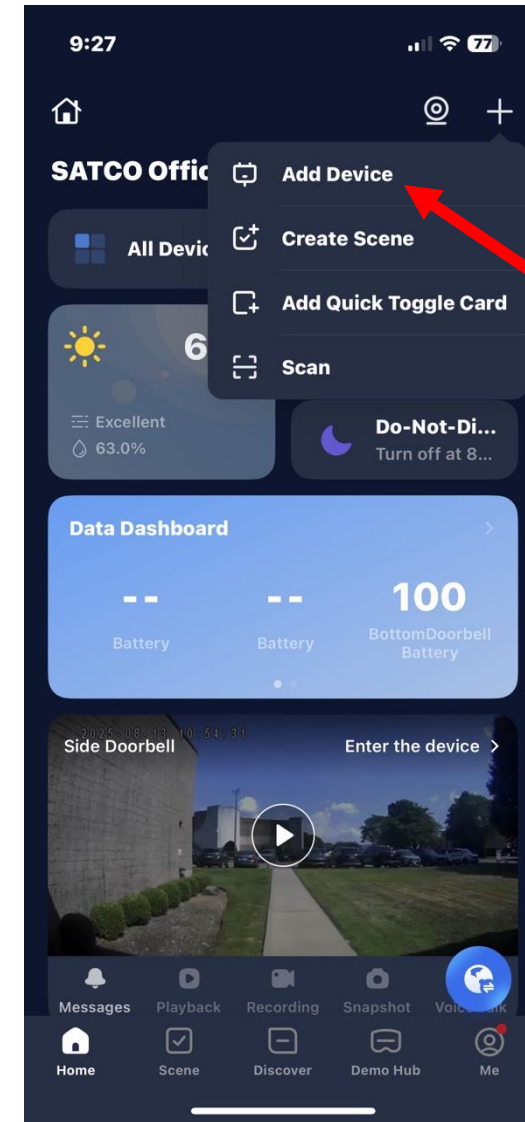 9:27
77
SATCO Offic
Add Device
All Devic
Create Scene
Add Quick Toggle Card
6
Scan
Excellent
63.0%
Do-Not-Di...
Turn off at 8...
Data Dashboard
-- -- 100
Battery Battery BottomDoorbell
Battery
2025-08-13 10:54:31
Side Doorbell Enter the device >
Messages Playback Recording Snapshot
Home Scene Discover Demo Hub Me